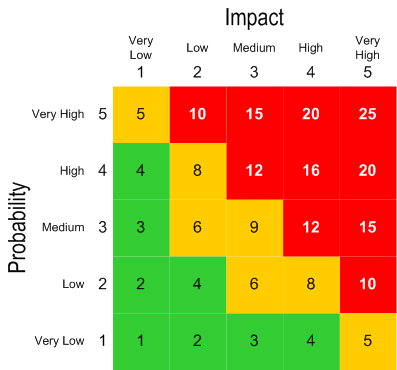 Impact
Very Low Low Medium High Very High
1 2 3 4 5
Probability
Very High 5 5 10 15 20 25
High 4 4 8 12 16 20
Medium 3 3 6 9 12 15
Low 2 2 4 6 8 10
Very Low 1 1 2 3 4 5